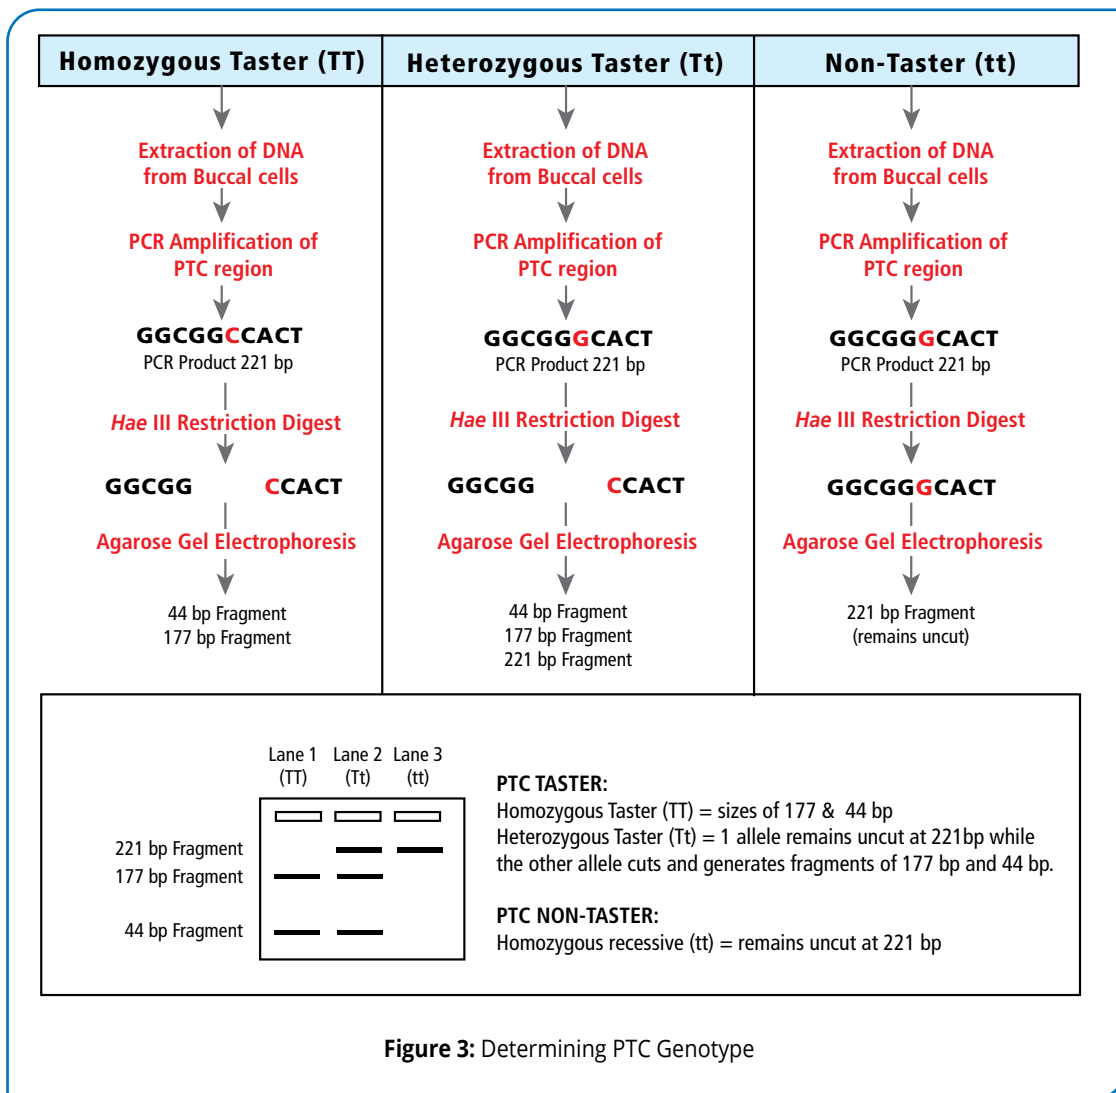 Homozygous Taster (TT)
Heterozygous Taster (Tt)
Non-Taster (tt)
Extraction of DNA
from Buccal cells
PCR Amplification of
PTC region
GGCGGCCACT
PCR Product 221 bp
Hae III Restriction Digest
GGCGG CCACT
Agarose Gel Electrophoresis
44 bp Fragment
177 bp Fragment
Extraction of DNA
from Buccal cells
PCR Amplification of
PTC region
GGCGGGCACT
PCR Product 221 bp
Hae III Restriction Digest
GGCGG CCACT
Agarose Gel Electrophoresis
44 bp Fragment
177 bp Fragment
221 bp Fragment
Extraction of DNA
from Buccal cells
PCR Amplification of
PTC region
GGCGGGCACT
PCR Product 221 bp
Hae III Restriction Digest
GGCGGGCACT
Agarose Gel Electrophoresis
221 bp Fragment
(remains uncut)
Lane 1
(TT)
Lane 2
(Tt)
Lane 3
(tt)
221 bp Fragment
177 bp Fragment
44 bp Fragment
PTC TASTER:
Homozygous Taster (TT) = sizes of 177 & 44 bp
Heterozygous Taster (Tt) = 1 allele remains uncut at 221bp while
the other allele cuts and generates fragments of 177 bp and 44 bp.
PTC NON-TASTER:
Homozygous recessive (tt) = remains uncut at 221 bp
Figure 3: Determining PTC Genotype